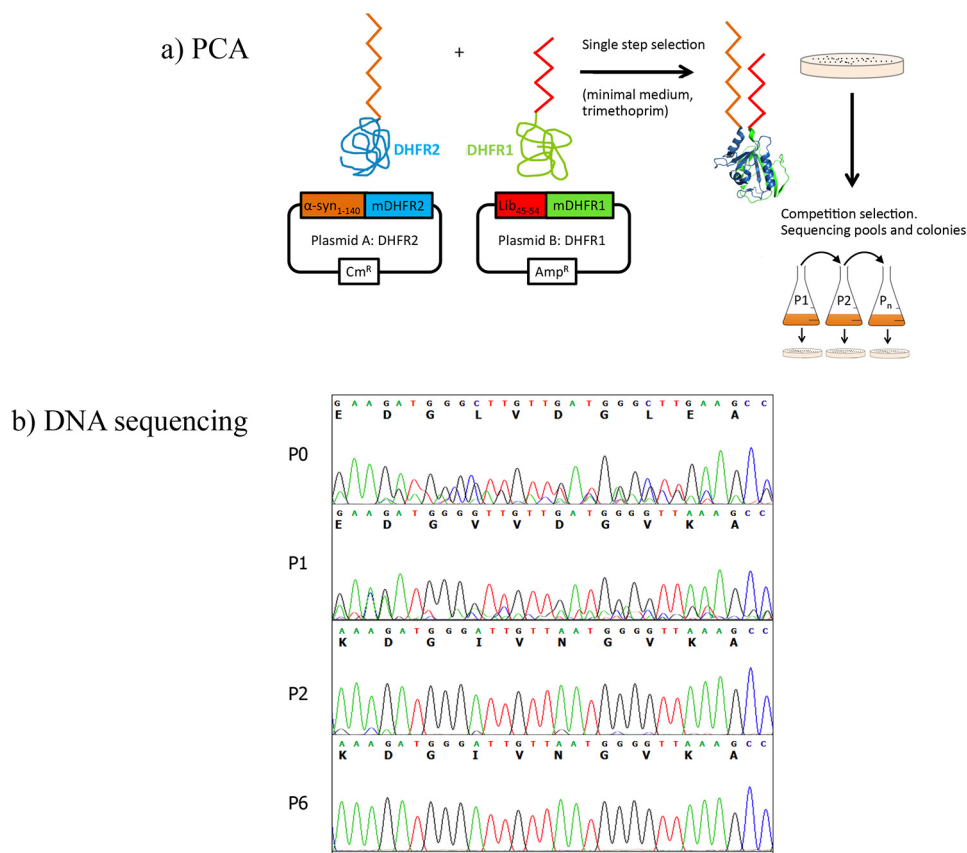 a) PCA
+
Single step selection
(minimal medium,
trimethoprim)
DHFR2
DHFR1
α-syn1-140 mDHFR2
Lib45-54 mDHFR1
Plasmid A: DHFR2
Plasmid B: DHFR1
CmR
AmpR
Competition selection.
Sequencing pools and colonies
P1 P2 Pn
b) DNA sequencing
P0
G A A G A T G G G C T T G T T G A T G G G C T T G A A G C C
E D G L V D G L E A
P1
G A A G A T G G G G T T G T T G A T G G G G T T A A A G C C
E D G V V D G V K A
P2
A A A G A T G G G A T T G T T A A T G G G G T T A A A G C C
K D G I V N G V K A
P6
A A A G A T G G G A T T G T T A A T G G G G T T A A A G C C
K D G I V N G V K A